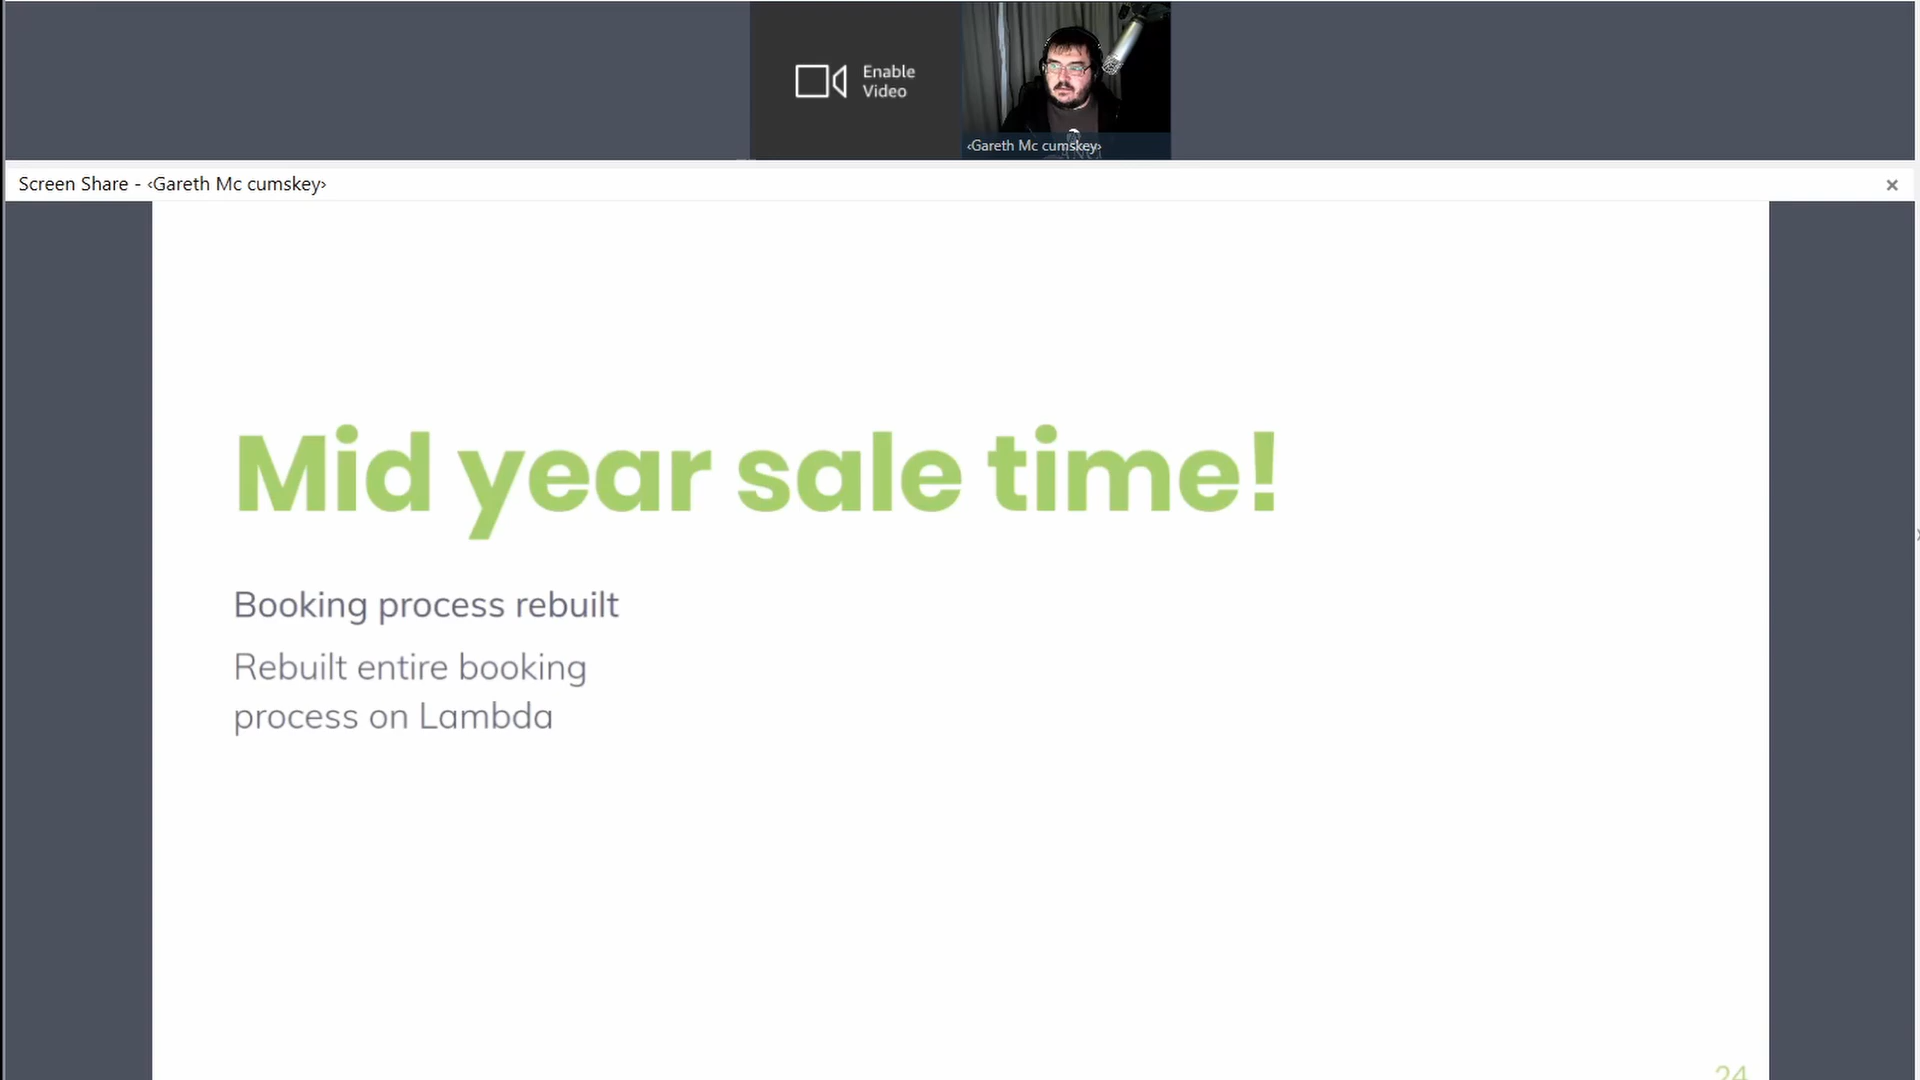 Enable
Video
‹Gareth Mc cumskey›
Screen Share - ‹Gareth Mc cumskey›
Mid year sale time!
Booking process rebuilt
Rebuilt entire booking
process on Lambda
24